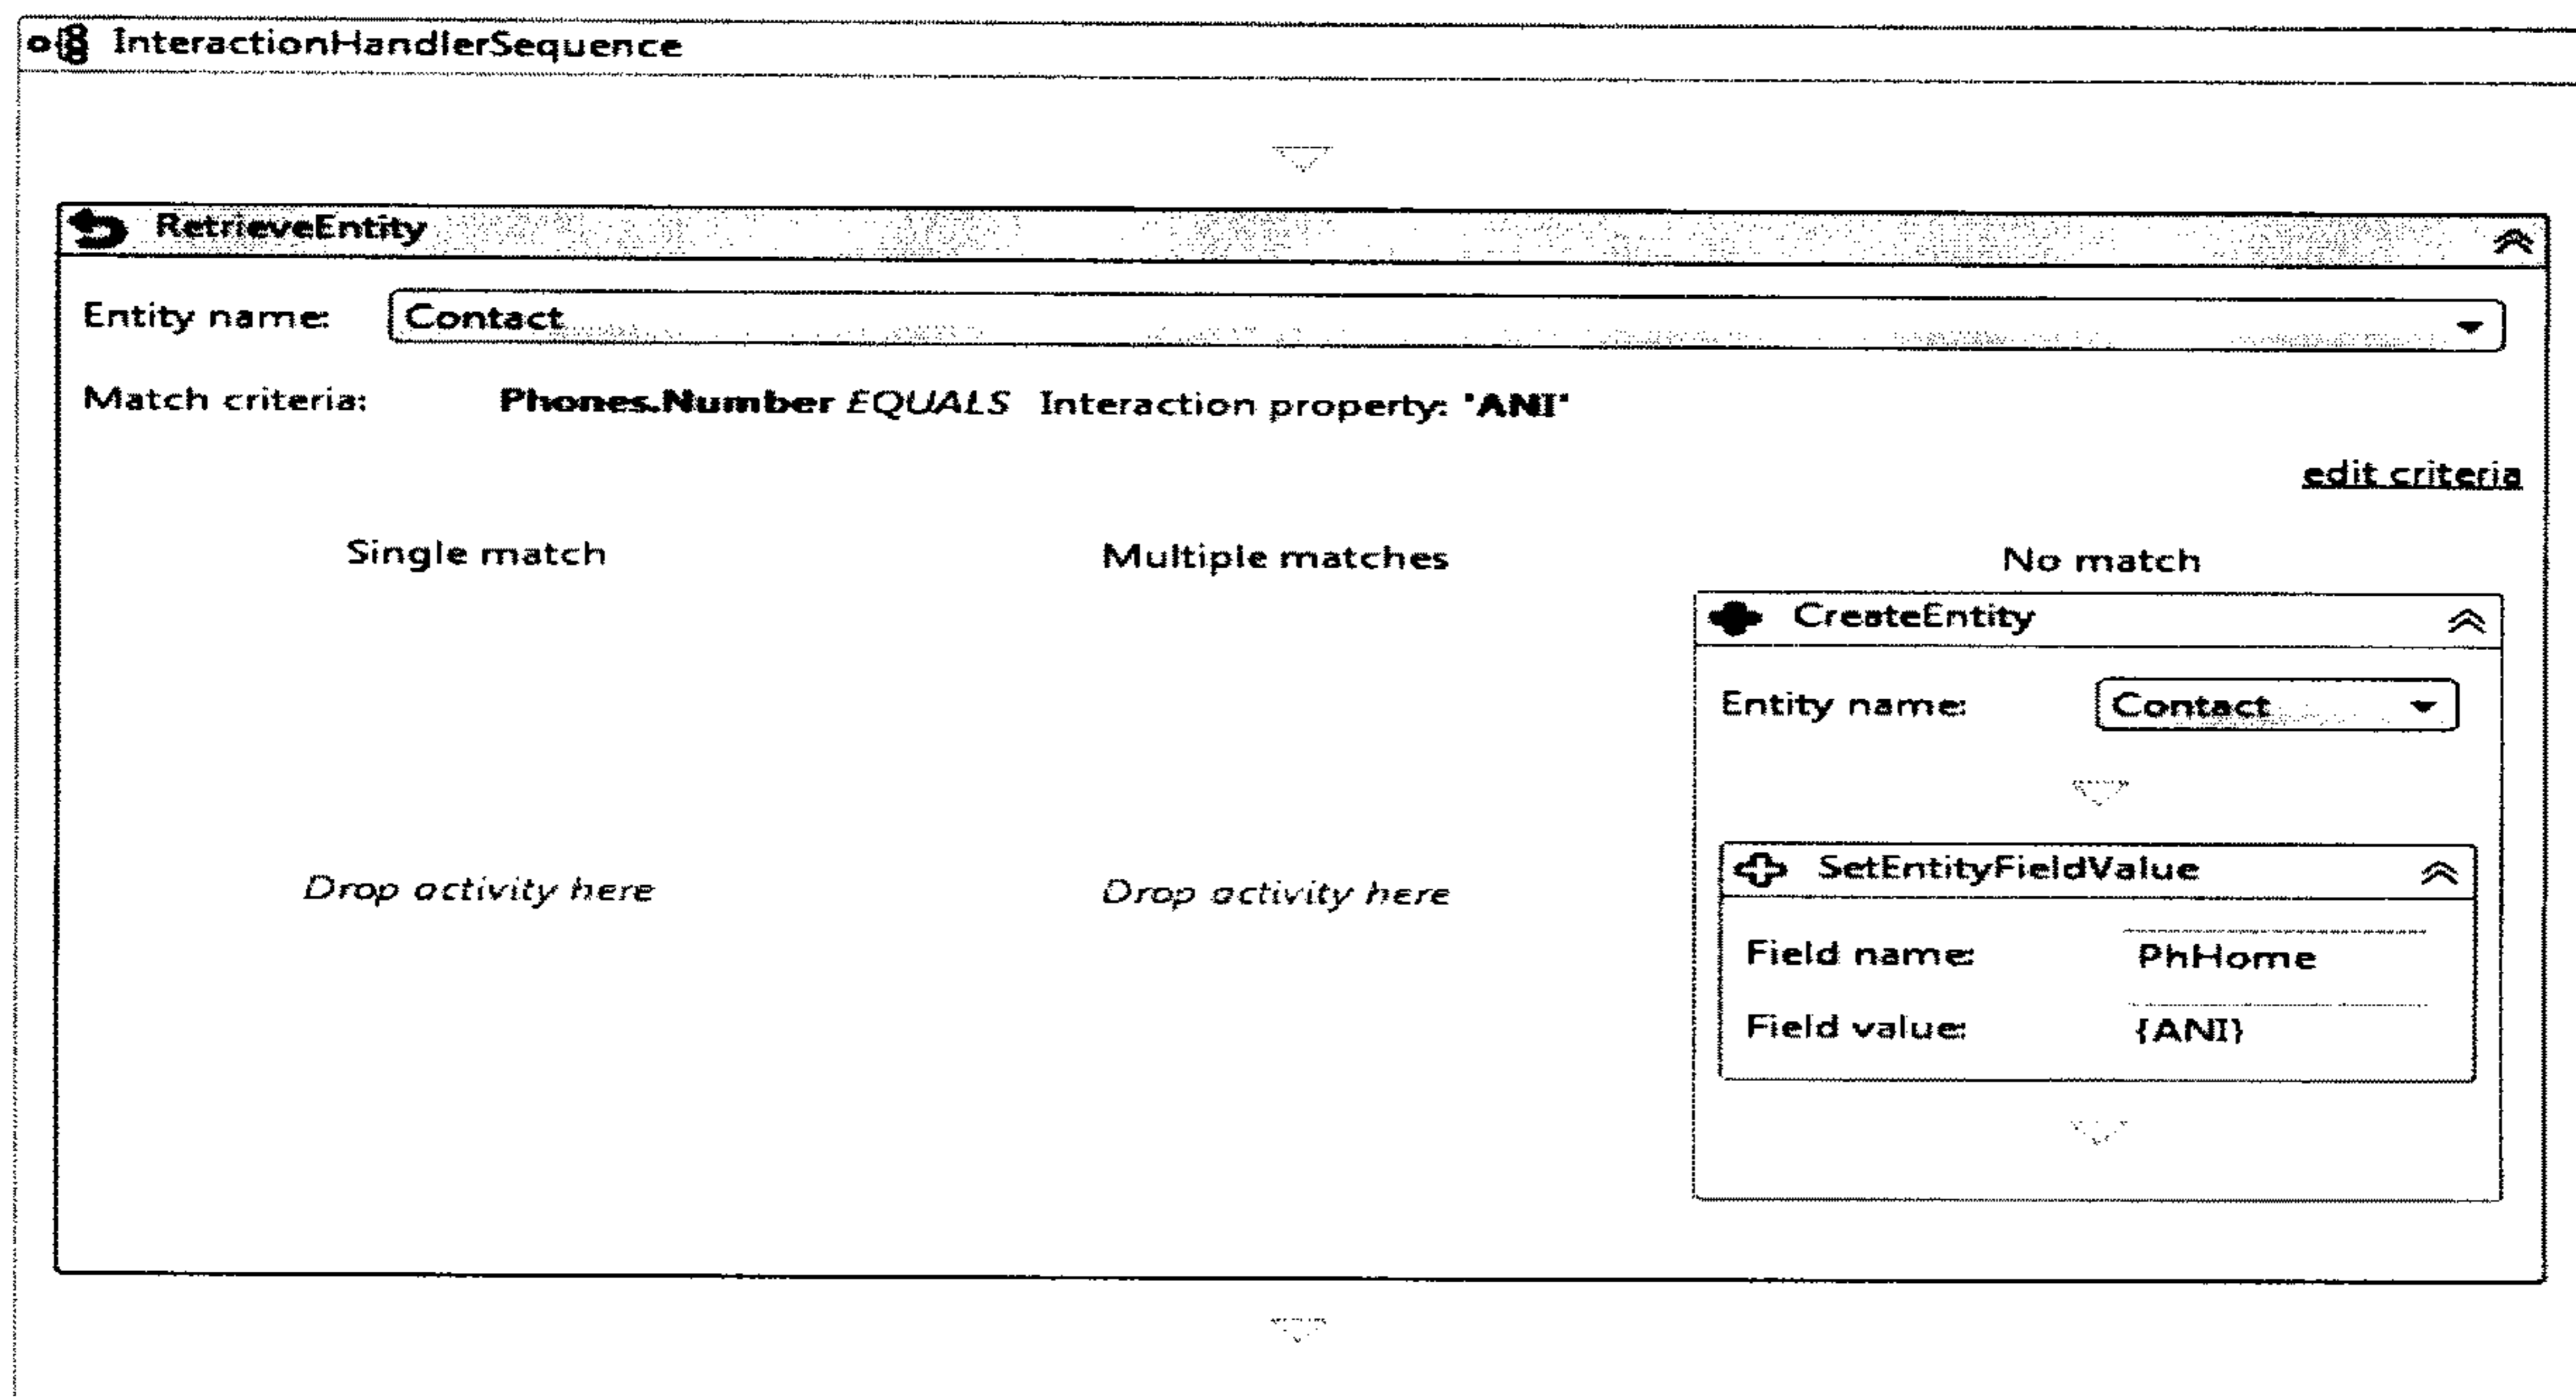 InteractionHandlerSequence
RetrieveEntity
Entity name: Contact
Match criteria: Phones.Number EQUALS Interaction property: "ANI"
edit criteria
Single match Multiple matches No match
CreateEntity
Entity name: Contact
SetEntityFieldValue
Drop activity here Drop activity here
Field name: PhHome
Field value: {ANI}